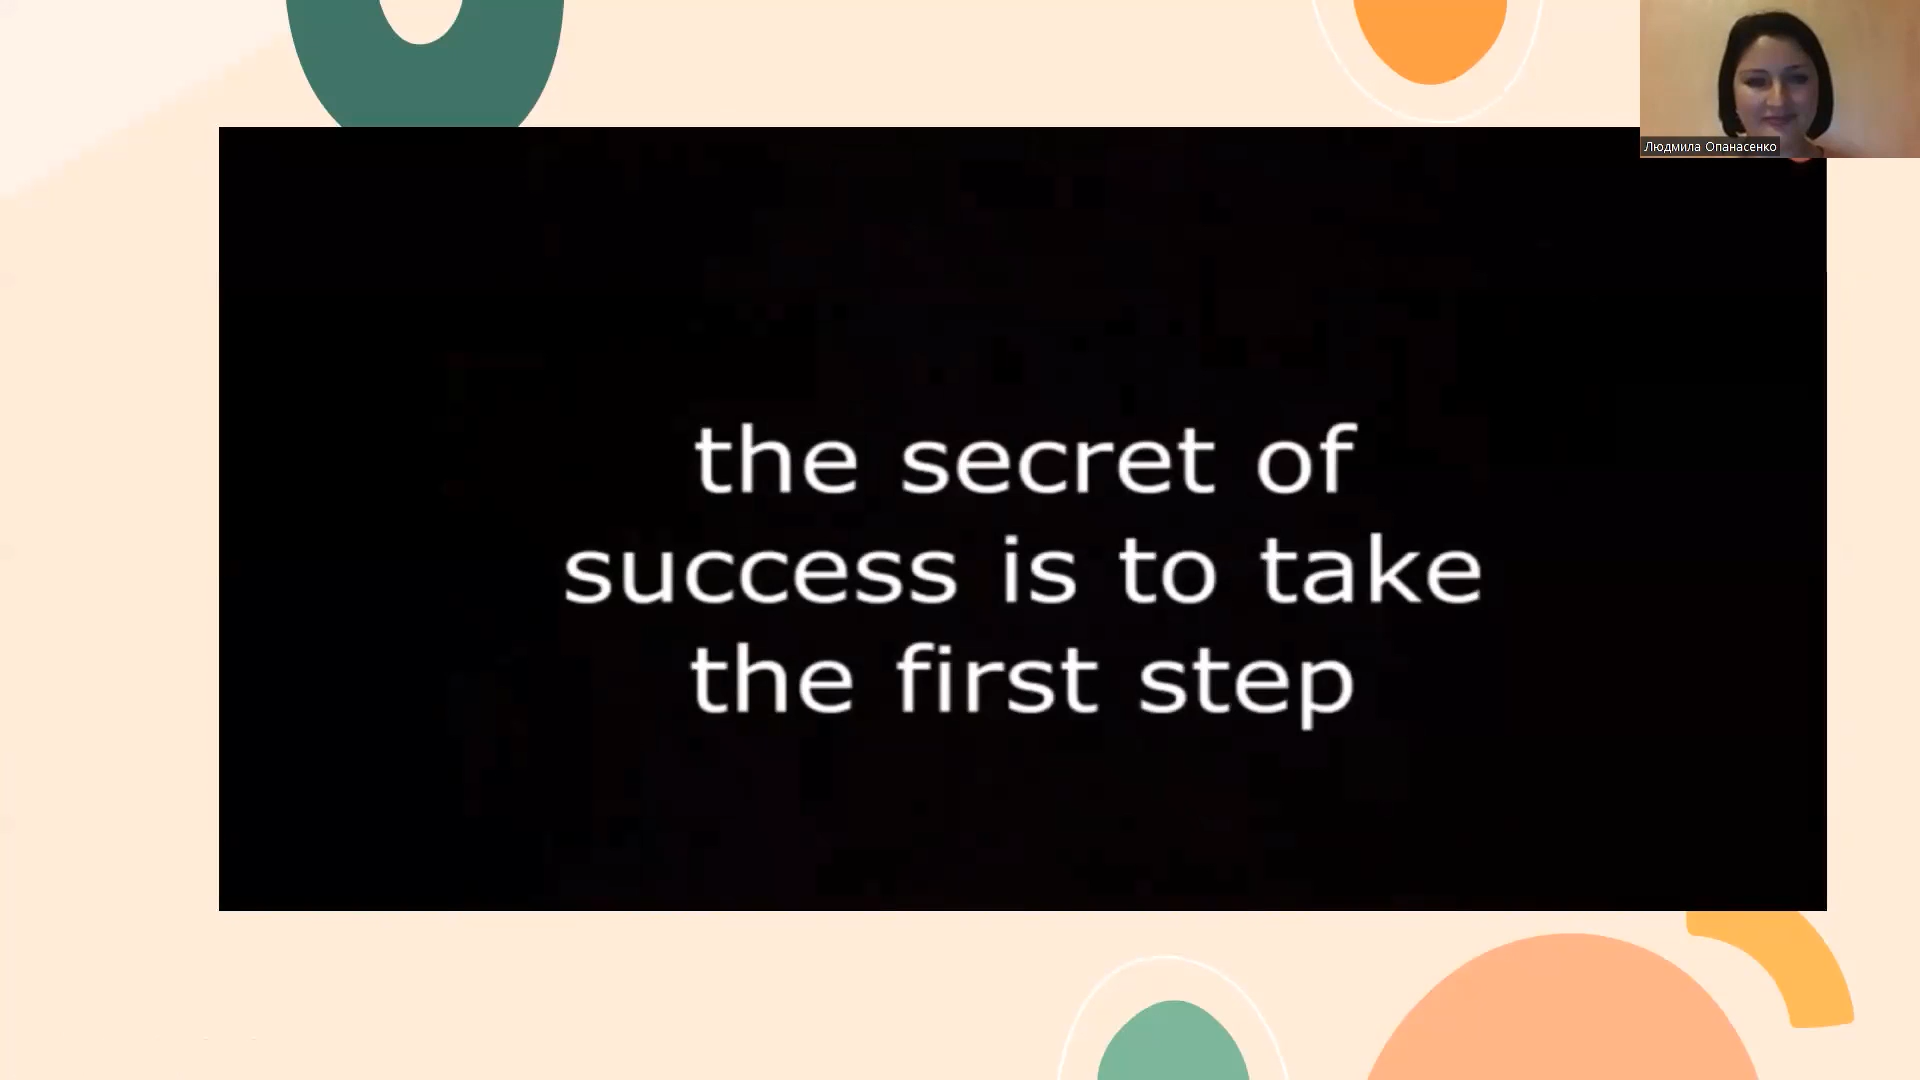 Людмила Опанасенко
the secret of
success is to take
the first step